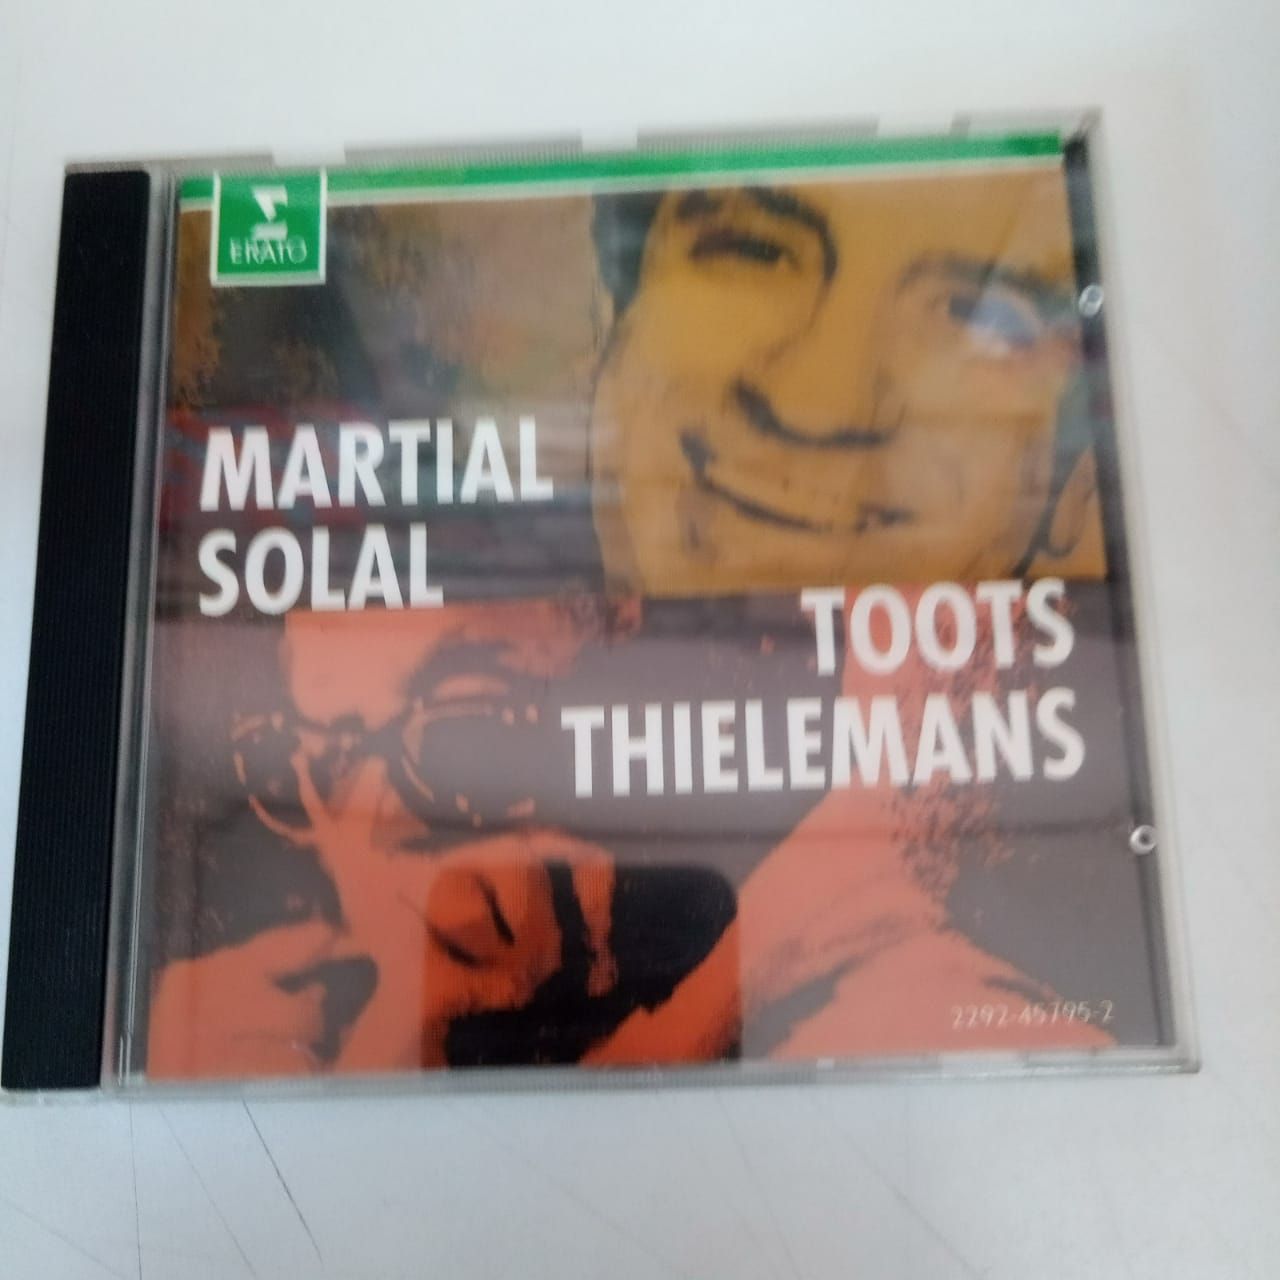 ERATO
MARTIAL
SOLAL
TOOTS
THIELEMANS
2292-45795-2